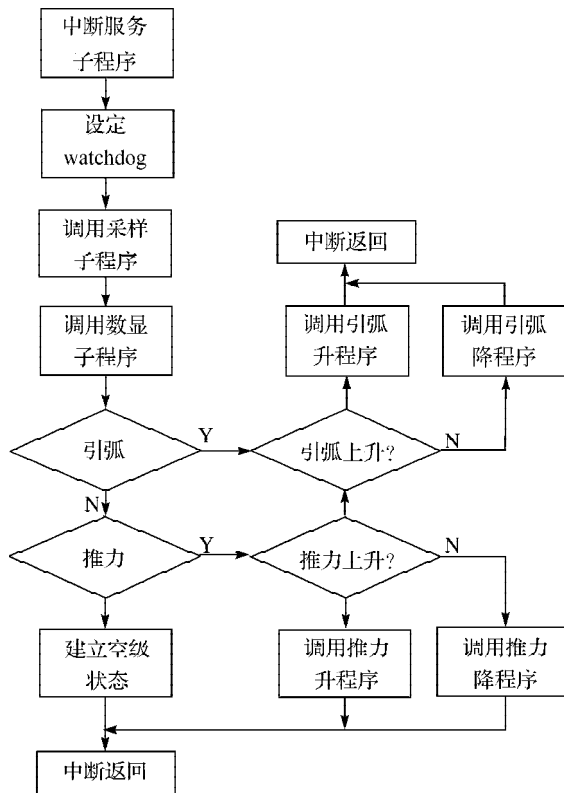 中断服务
子程序
设定
watchdog
调用采样
子程序
中断返回
调用数显
子程序
调用引弧
升程序
调用引弧
降程序
引弧
Y
引弧上升?
N
N
推力
Y
推力上升?
N
建立空级
状态
调用推力
升程序
调用推力
降程序
中断返回